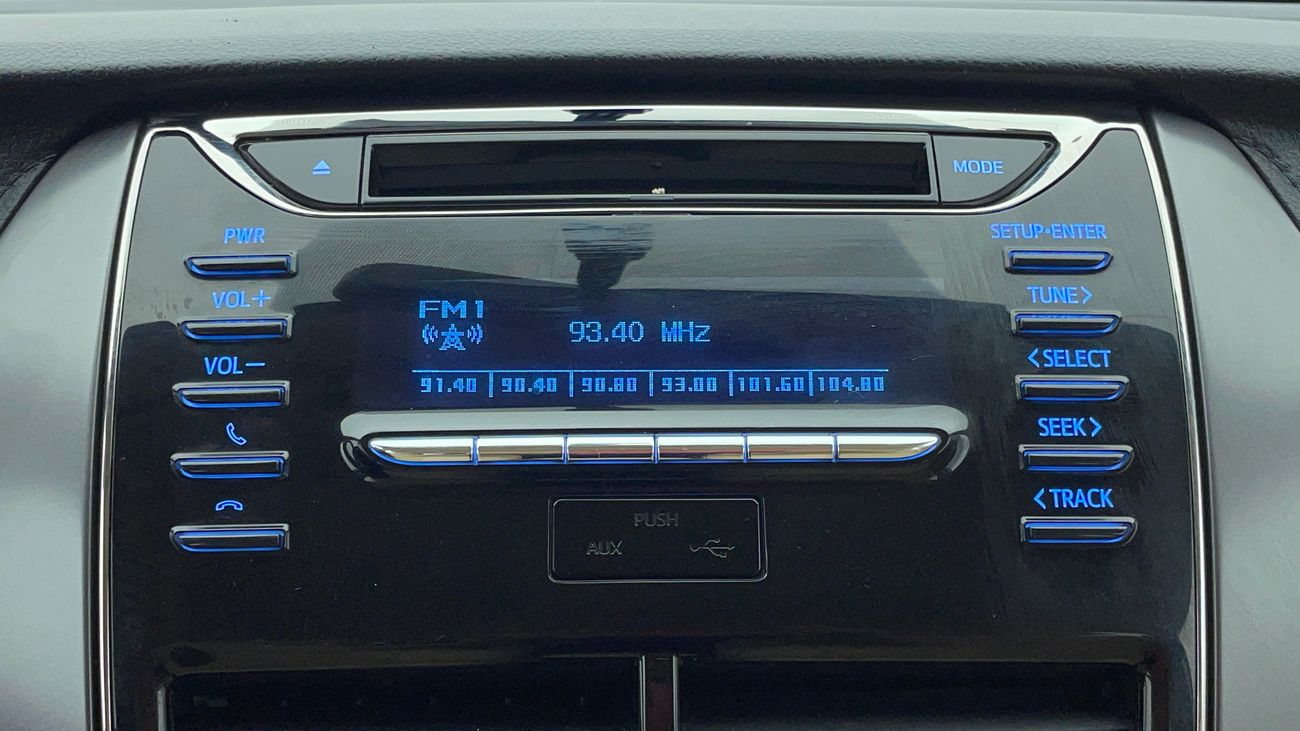 MODE
PWR
SETUP•ENTER
VOL+
TUNE>
FM1
93.40 MHz
VOL−
<SELECT
91.40 90.40 90.80 93.00 101.60 104.80
SEEK>
<TRACK
PUSH
AUX